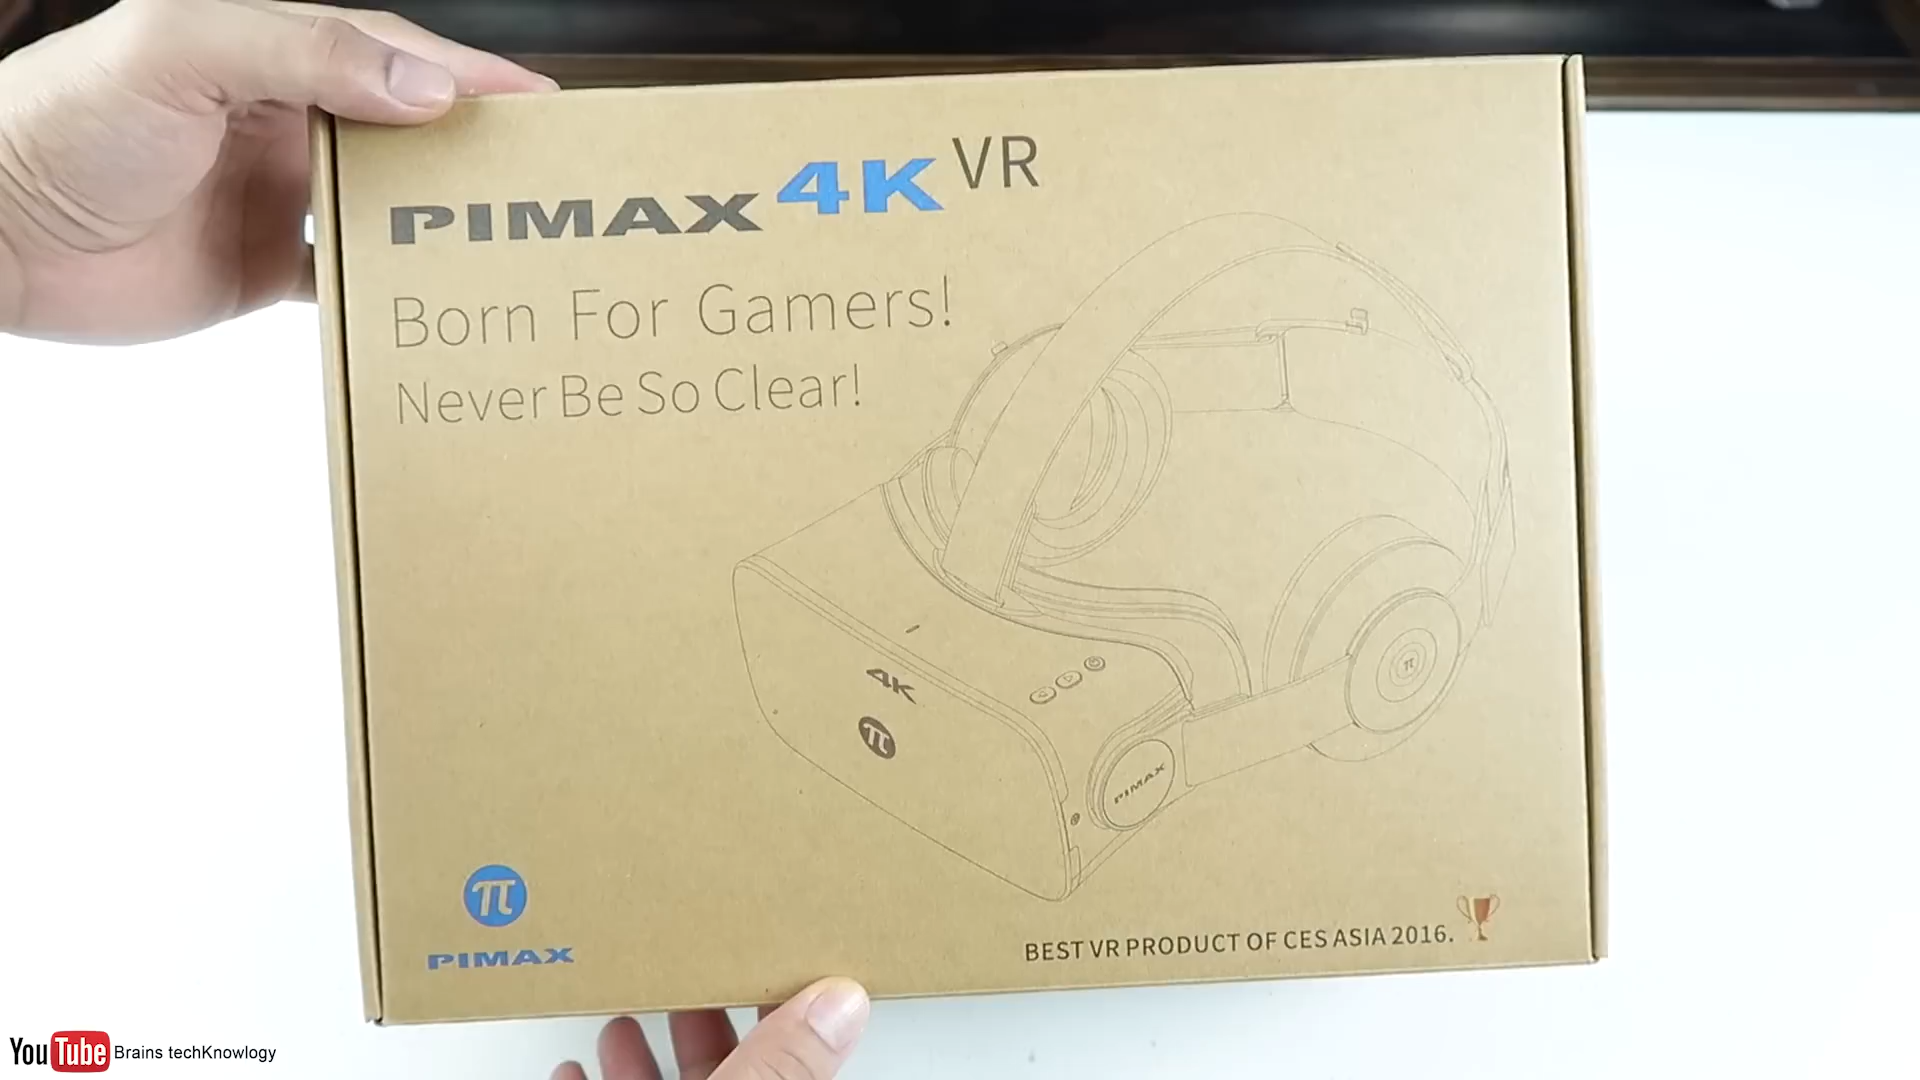 PIMAX 4K VR
Born For Gamers!
Never Be So Clear!
4K
π
PIMAX
π
π
PIMAX
BEST VR PRODUCT OF CES ASIA 2016.
YouTube Brains techKnowlogy